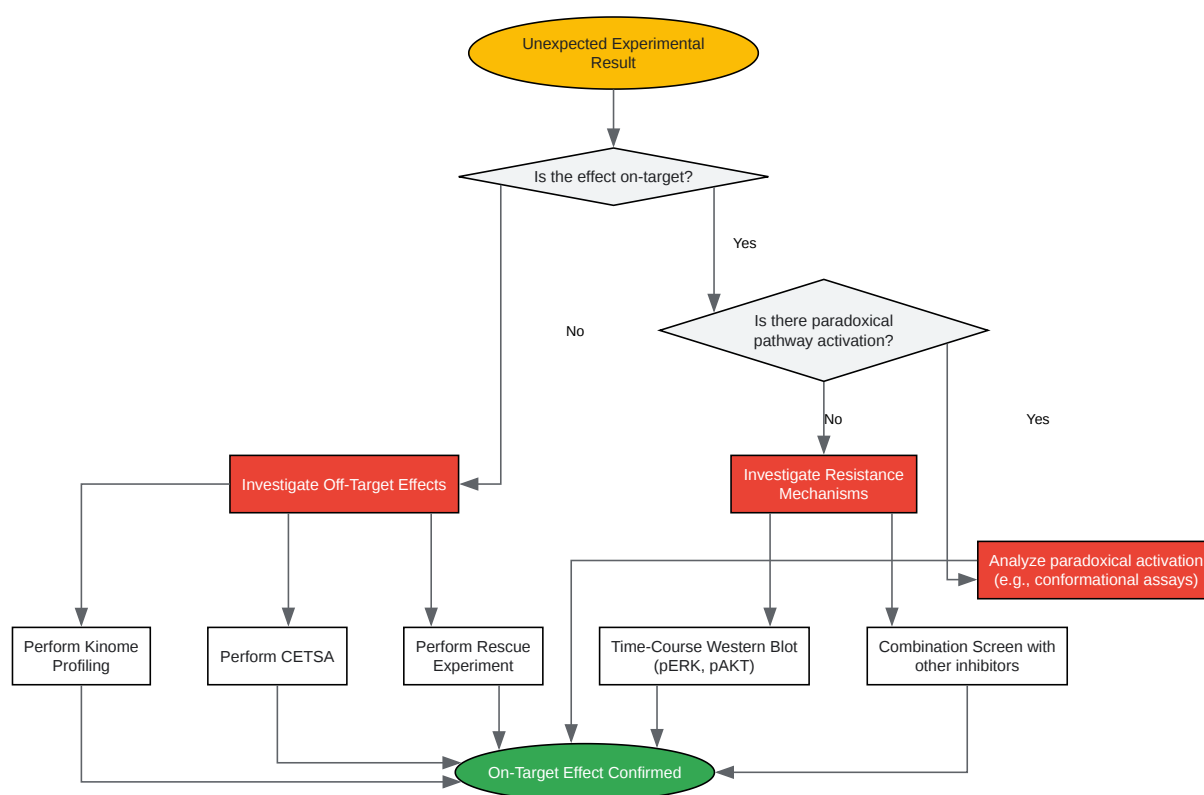 Unexpected Experimental
Result
Is the effect on-target?
Yes
Is there paradoxical
pathway activation?
No
No
Yes
Investigate Off-Target Effects
Investigate Resistance
Mechanisms
Analyze paradoxical activation
(e.g., conformational assays)
Perform Kinome
Profiling
Perform CETSA
Perform Rescue
Experiment
Time-Course Western Blot
(pERK, pAKT)
Combination Screen with
other inhibitors
On-Target Effect Confirmed